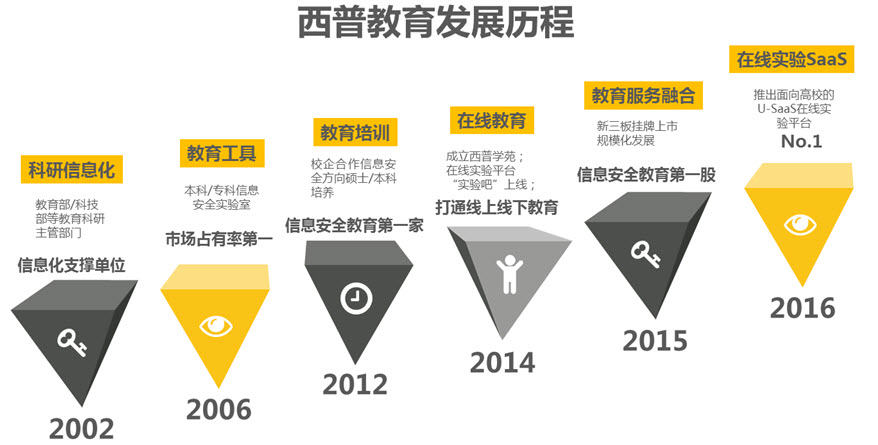 西普教育发展历程
科研信息化
教育部/科技
部等教育科研
主管部门
信息化支撑单位
2002
教育工具
本科/专科信息
安全实验室
市场占有率第一
2006
教育培训
校企合作信息安
全方向硕士/本科
培养
信息安全教育第一家
2012
在线教育
成立西普学苑；
在线实验平台
“实验吧”上线；
打通线上线下教育
2014
教育服务融合
新三板挂牌上市
规模化发展
信息安全教育第一股
2015
在线实验SaaS
推出面向高校的
U-SaaS在线实
验平台
No.1
2016